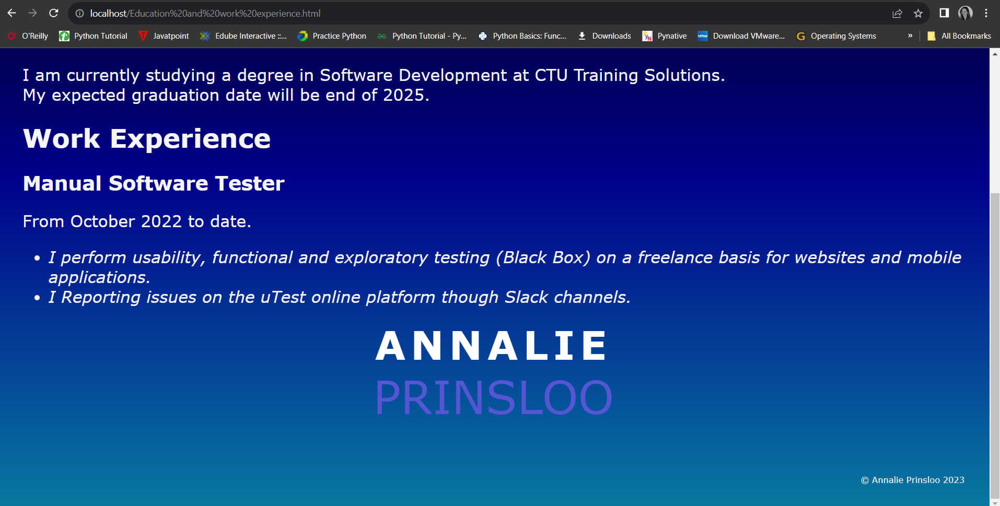 localhost/Education%20and%20work%20experience.html
O'Reilly Python Tutorial Javatpoint Edube Interactive ::... Practice Python Python Tutorial - Py... Python Basics: Func... Downloads PyN Pynative vmw Download VMware... G Operating Systems » All Bookmarks
I am currently studying a degree in Software Development at CTU Training Solutions.
My expected graduation date will be end of 2025.
Work Experience
Manual Software Tester
From October 2022 to date.
• I perform usability, functional and exploratory testing (Black Box) on a freelance basis for websites and mobile
applications.
• I Reporting issues on the uTest online platform though Slack channels.
ANNALIE
PRINSLOO
© Annalie Prinsloo 2023